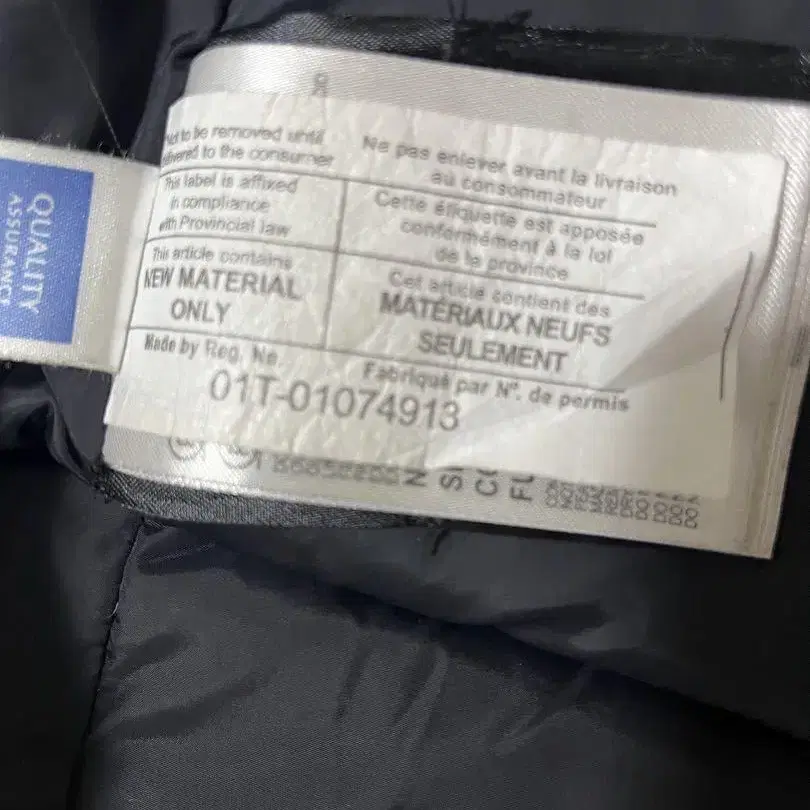 QUALITY
ASSURANCE
Not to be removed until
delivered to the consumer
This label is affixed
in compliance
with Provincial law
This article contains
NEW MATERIAL
ONLY
Made by Reg. No.
Ne pas enlever avant la livraison
au consommateur
Cette étiquette est apposée
conformément à la loi
de la province
Cet article contient des
MATÉRIAUX NEUFS
SEULEMENT
Fabriqué par Nº. de permis
01T-01074913